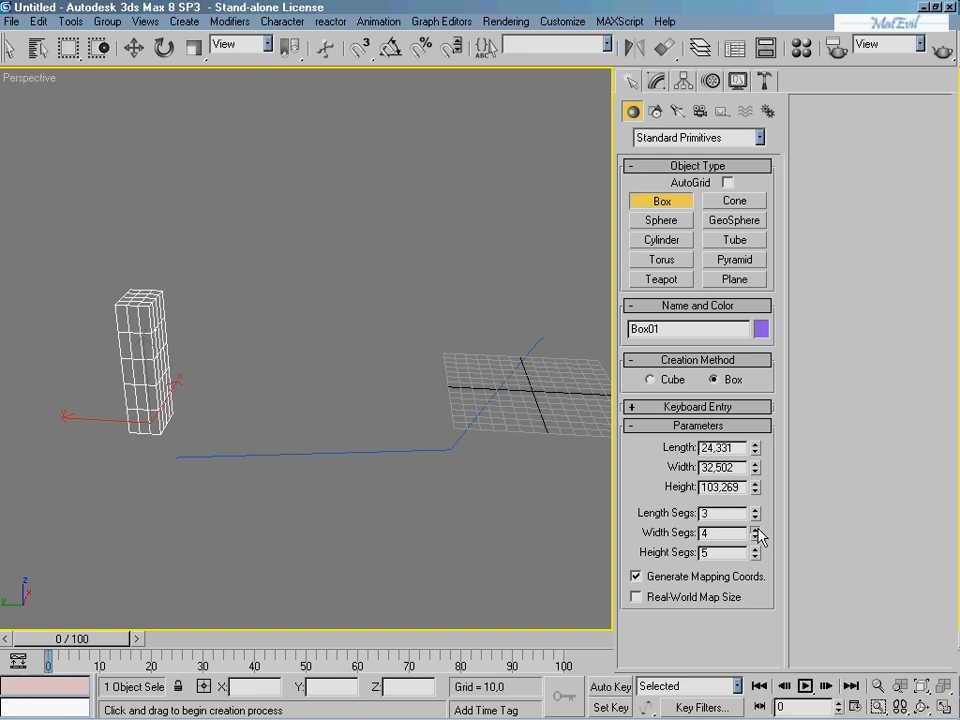 Untitled - Autodesk 3ds Max 8 SP3 - Stand-alone License
File Edit Tools Group Views Create Modifiers Character reactor Animation Graph Editors Rendering Customize MAXScript Help
MatEvil
View 3 % ABC View
Perspective
Standard Primitives
- Object Type
AutoGrid
Box Cone
Sphere GeoSphere
Cylinder Tube
Torus Pyramid
Teapot Plane
- Name and Color
Box01
- Creation Method
Cube Box
+ Keyboard Entry
- Parameters
Length: 24,331
Width: 32,502
Height: 103,269
Length Segs: 3
Width Segs: 4
Height Segs: 5
Generate Mapping Coords.
Real-World Map Size
z
y x
< 0 / 100 >
0 10 20 30 40 50 60 70 80 90 100
1 Object Sele X: Y: Z: Grid = 10,0 Auto Key Selected
Click and drag to begin creation process Add Time Tag Set Key Key Filters... 0